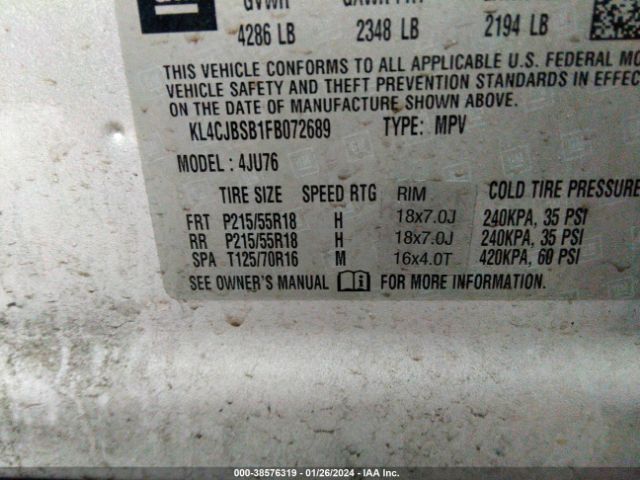 GVWR
4286 LB 2348 LB 2194 LB
THIS VEHICLE CONFORMS TO ALL APPLICABLE U.S. FEDERAL MO
VEHICLE SAFETY AND THEFT PREVENTION STANDARDS IN EFFEC
ON THE DATE OF MANUFACTURE SHOWN ABOVE.
KL4CJBSB1FB072689 TYPE: MPV
MODEL: 4JU76
TIRE SIZE SPEED RTG RIM COLD TIRE PRESSURE
FRT P215/55R18 H 18x7.0J 240KPA, 35 PSI
RR P215/55R18 H 18x7.0J 240KPA, 35 PSI
SPA T125/70R16 M 16x4.0T 420KPA, 60 PSI
SEE OWNER'S MANUAL FOR MORE INFORMATION.
000-38576319 - 01/26/2024 - IAA Inc.